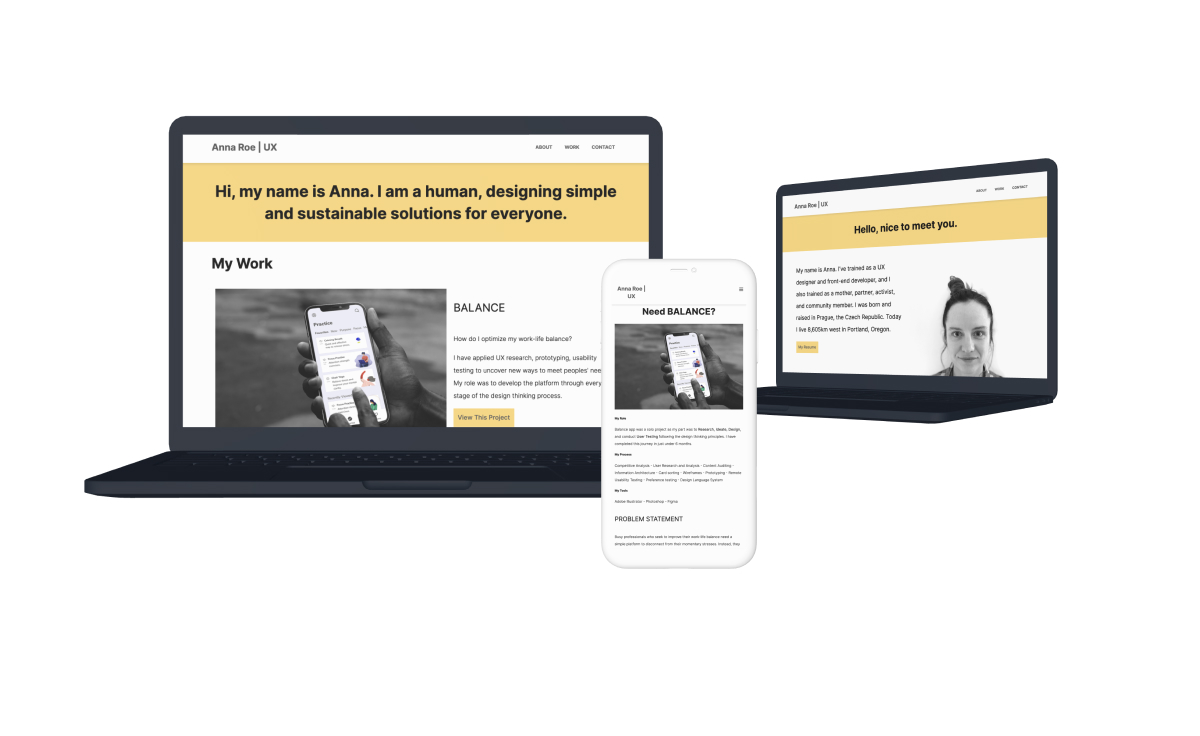 Anna Roe | UX
ABOUT WORK CONTACT
Hi, my name is Anna. I am a human, designing simple
and sustainable solutions for everyone.
My Work
Practice
BALANCE
How do I optimize my work-life balance?
I have applied UX research, prototyping, usability
testing to uncover new ways to meet peoples' nee
My role was to develop the platform through every
stage of the design thinking process.
View This Project
Anna Roe |
UX
Need BALANCE?
My Role
Balance app was a solo project so my part was to Research, Ideate, Design,
and conduct User Testing following the design thinking principles. I have
completed this journey in just under 6 months.
My Process
Competitive Analysis - User Research and Analysis - Content Auditing -
Information Architecture - Card sorting - Wireframes - Prototyping - Remote
Usability Testing - Preference testing - Design Language System
My Tools
Adobe Illustrator - Photoshop - Figma
PROBLEM STATEMENT
Busy professionals who seek to improve their work-life balance need a
simple platform to disconnect from their momentary stresses. Instead, they
Anna Roe | UX
ABOUT WORK CONTACT
Hello, nice to meet you.
My name is Anna. I've trained as a UX
designer and front-end developer, and I
also trained as a mother, partner, activist,
and community member. I was born and
raised in Prague, the Czech Republic. Today
I live 8,605km west in Portland, Oregon.
My Resume